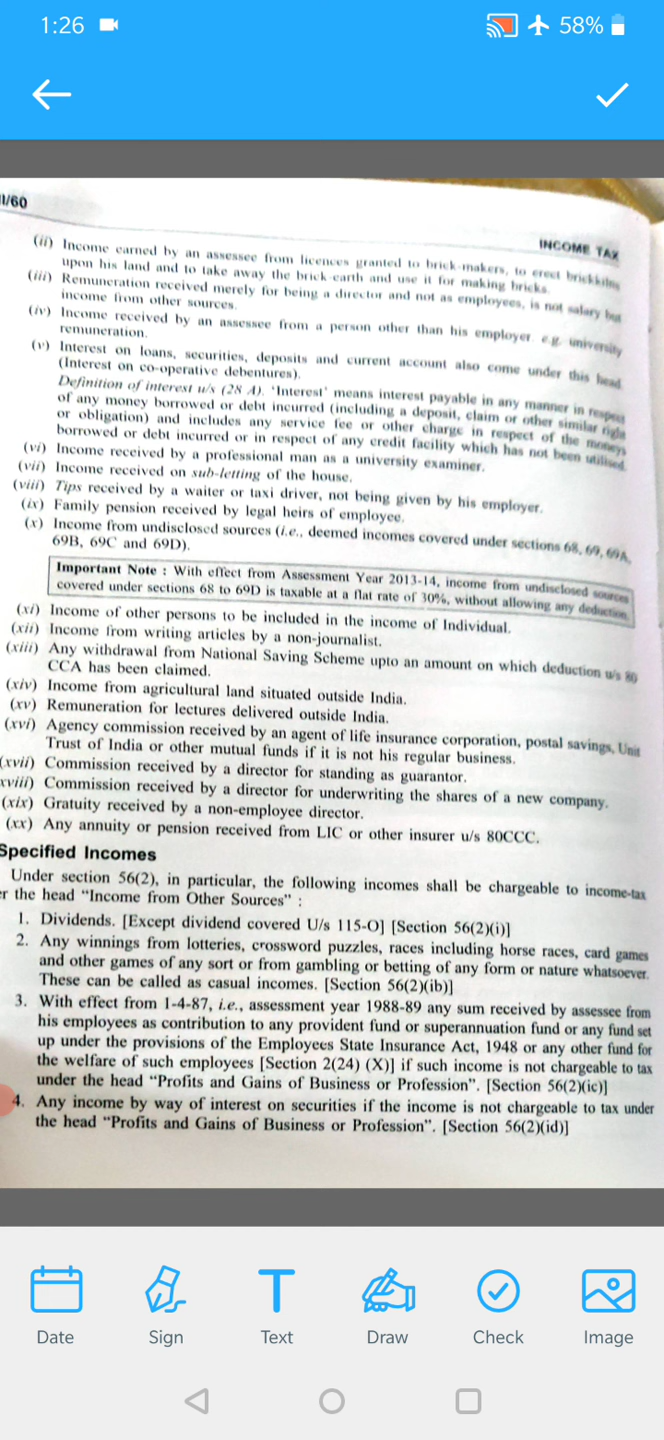 1:26
58%
II/60
INCOME TAX
(ii) Income earned by an assessee from licences granted to brick-makers, to erect brickkilns
upon his land and to take away the brick-earth and use it for making bricks.
(iii) Remuneration received merely for being a director and not as employees, is not salary but
income from other sources.
(iv) Income received by an assessee from a person other than his employer e.g. university
remuneration.
(v) Interest on loans, securities, deposits and current account also come under this head
(Interest on co-operative debentures).
Definition of interest u/s (28 A). 'Interest' means interest payable in any manner in respect
of any money borrowed or debt incurred (including a deposit, claim or other similar right
or obligation) and includes any service fee or other charge in respect of the moneys
borrowed or debt incurred or in respect of any credit facility which has not been utilised.
(vi) Income received by a professional man as a university examiner.
(vii) Income received on sub-letting of the house.
(viii) Tips received by a waiter or taxi driver, not being given by his employer.
(ix) Family pension received by legal heirs of employee.
(x) Income from undisclosed sources (i.e., deemed incomes covered under sections 68, 69, 69A,
69B, 69C and 69D).
Important Note : With effect from Assessment Year 2013-14, income from undisclosed sources
covered under sections 68 to 69D is taxable at a flat rate of 30%, without allowing any deduction.
(xi) Income of other persons to be included in the income of Individual.
(xii) Income from writing articles by a non-journalist.
(xiii) Any withdrawal from National Saving Scheme upto an amount on which deduction u/s 80
CCA has been claimed.
(xiv) Income from agricultural land situated outside India.
(xv) Remuneration for lectures delivered outside India.
(xvi) Agency commission received by an agent of life insurance corporation, postal savings, Unit
Trust of India or other mutual funds if it is not his regular business.
(xvii) Commission received by a director for standing as guarantor.
xviii) Commission received by a director for underwriting the shares of a new company.
(xix) Gratuity received by a non-employee director.
(xx) Any annuity or pension received from LIC or other insurer u/s 80CCC.
Specified Incomes
Under section 56(2), in particular, the following incomes shall be chargeable to income-tax
er the head "Income from Other Sources" :
1. Dividends. [Except dividend covered U/s 115-O] [Section 56(2)(i)]
2. Any winnings from lotteries, crossword puzzles, races including horse races, card games
and other games of any sort or from gambling or betting of any form or nature whatsoever.
These can be called as casual incomes. [Section 56(2)(ib)]
3. With effect from 1-4-87, i.e., assessment year 1988-89 any sum received by assessee from
his employees as contribution to any provident fund or superannuation fund or any fund set
up under the provisions of the Employees State Insurance Act, 1948 or any other fund for
the welfare of such employees [Section 2(24) (X)] if such income is not chargeable to tax
under the head "Profits and Gains of Business or Profession". [Section 56(2)(ic)]
4. Any income by way of interest on securities if the income is not chargeable to tax under
the head "Profits and Gains of Business or Profession". [Section 56(2)(id)]
Date Sign Text Draw Check Image